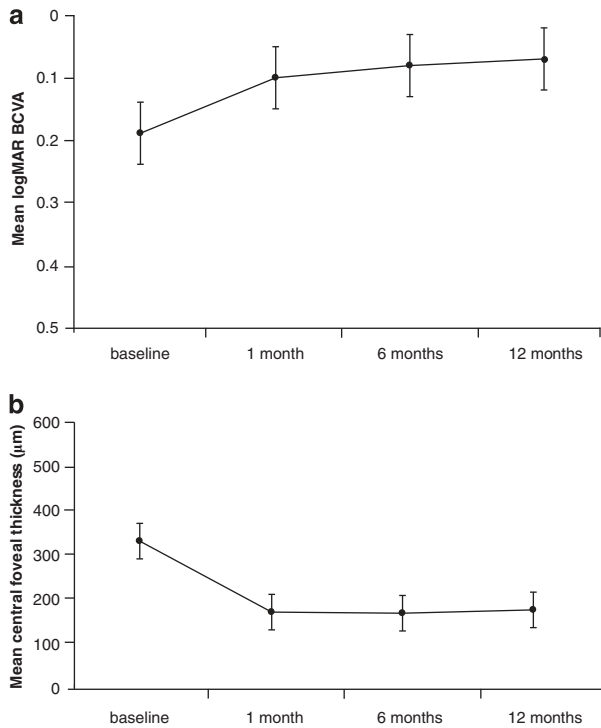 a
Mean logMAR BCVA
0
0.1
0.2
0.3
0.4
0.5
baseline 1 month 6 months 12 months
b
Mean central foveal thickness (μm)
600
500
400
300
200
100
0
baseline 1 month 6 months 12 months